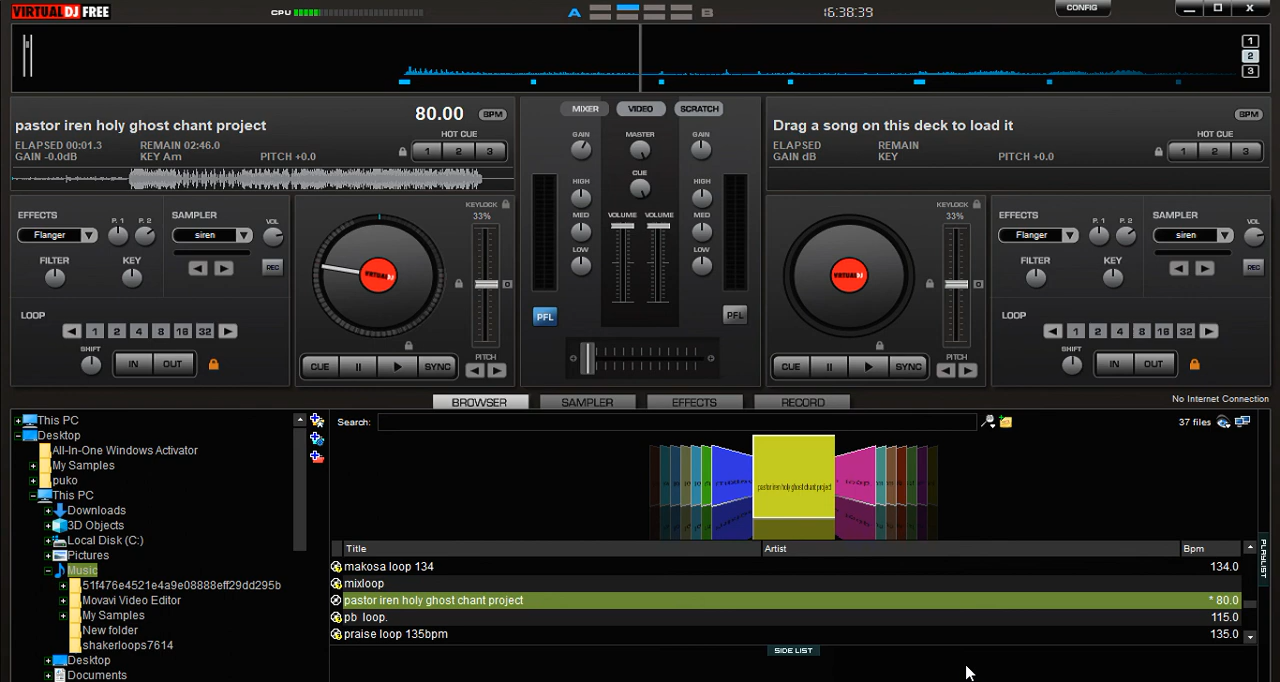 VIRTUAL DJ FREE
CPU
A
B
16:38:39
CONFIG
X
1
2
3
pastor iren holy ghost chant project
80.00 BPM
ELAPSED 00:01.3 REMAIN 02:46.0
GAIN -0.0dB KEY Am PITCH +0.0
HOT CUE
1 2 3
MIXER VIDEO SCRATCH
GAIN MASTER GAIN
CUE
HIGH HIGH
MED VOLUME VOLUME MED
LOW LOW
PFL PFL
Drag a song on this deck to load it
BPM
ELAPSED REMAIN
GAIN dB KEY PITCH +0.0
HOT CUE
1 2 3
EFFECTS P. 1 P. 2 SAMPLER VOL
Flanger siren
FILTER KEY REC
LOOP
1 2 4 8 16 32
SHIFT IN OUT
KEYLOCK
33%
VIRTUALDJ
CUE SYNC PITCH
KEYLOCK
33%
VIRTUALDJ
CUE SYNC PITCH
EFFECTS P. 1 P. 2 SAMPLER VOL
Flanger siren
FILTER KEY REC
LOOP
1 2 4 8 16 32
SHIFT IN OUT
BROWSER SAMPLER EFFECTS RECORD
No Internet Connection
This PC
Desktop
All-In-One Windows Activator
My Samples
puko
This PC
Downloads
3D Objects
Local Disk (C:)
Pictures
Music
51f476e4521e4a9e08888eff29dd295b
Movavi Video Editor
My Samples
New folder
shakerloops7614
Desktop
Documents
Search:
37 files
pastor iren holy ghost chant project
Title Artist Bpm
makosa loop 134 134.0
mixloop
pastor iren holy ghost chant project * 80.0
pb loop. 115.0
praise loop 135bpm 135.0
SIDE LIST
PLAYLIST